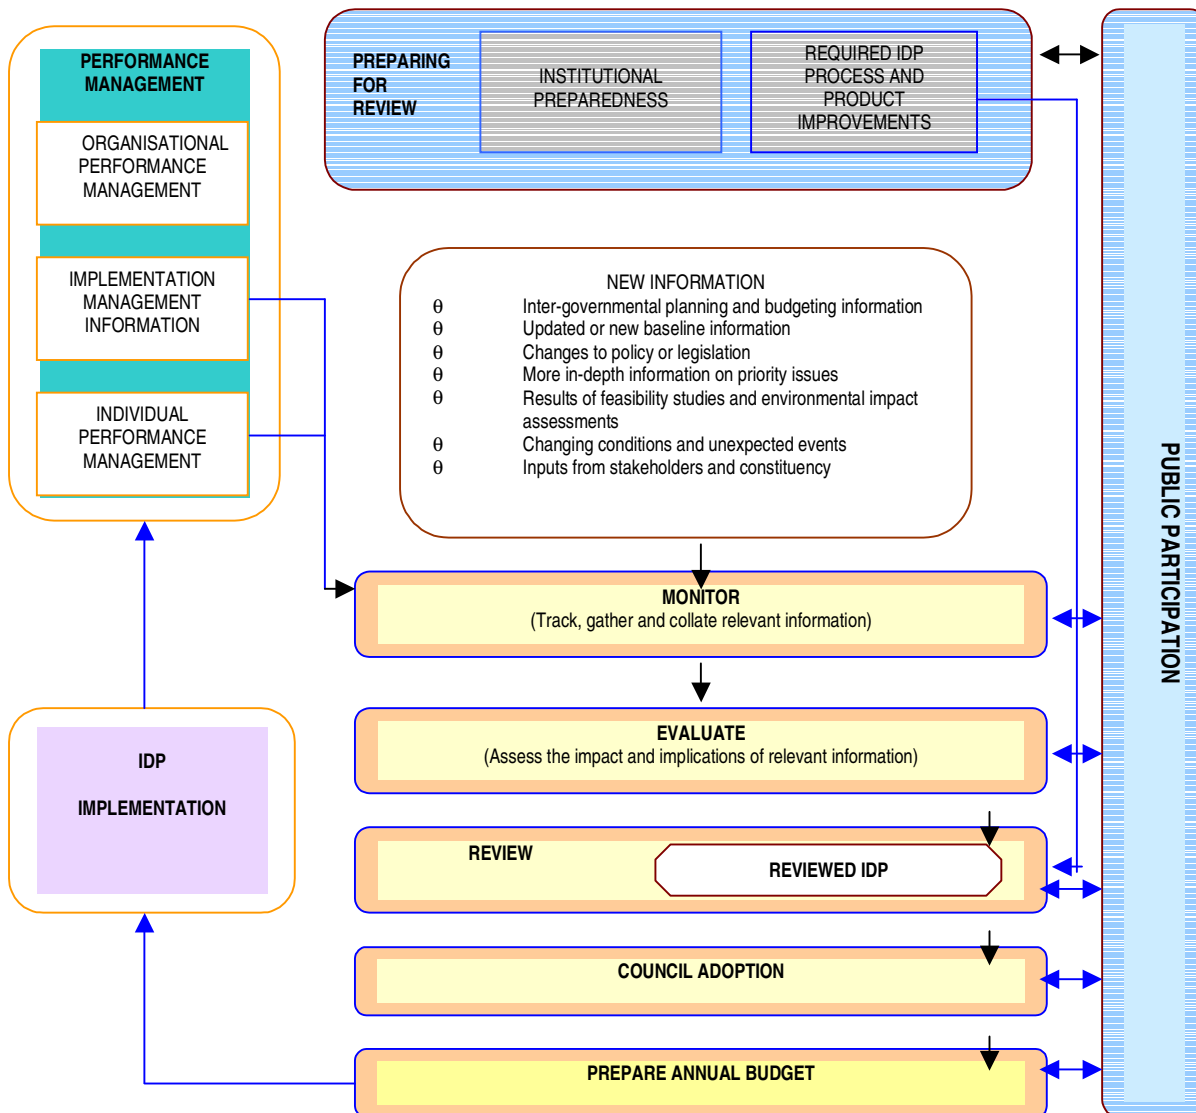 PERFORMANCE
MANAGEMENT
ORGANISATIONAL
PERFORMANCE
MANAGEMENT
IMPLEMENTATION
MANAGEMENT
INFORMATION
INDIVIDUAL
PERFORMANCE
MANAGEMENT
PREPARING
FOR
REVIEW
INSTITUTIONAL
PREPAREDNESS
REQUIRED IDP
PROCESS AND
PRODUCT
IMPROVEMENTS
NEW INFORMATION
θ Inter-governmental planning and budgeting information
θ Updated or new baseline information
θ Changes to policy or legislation
θ More in-depth information on priority issues
θ Results of feasibility studies and environmental impact
assessments
θ Changing conditions and unexpected events
θ Inputs from stakeholders and constituency
MONITOR
(Track, gather and collate relevant information)
EVALUATE
(Assess the impact and implications of relevant information)
REVIEW
REVIEWED IDP
COUNCIL ADOPTION
PREPARE ANNUAL BUDGET
IDP
IMPLEMENTATION
PUBLIC PARTICIPATION